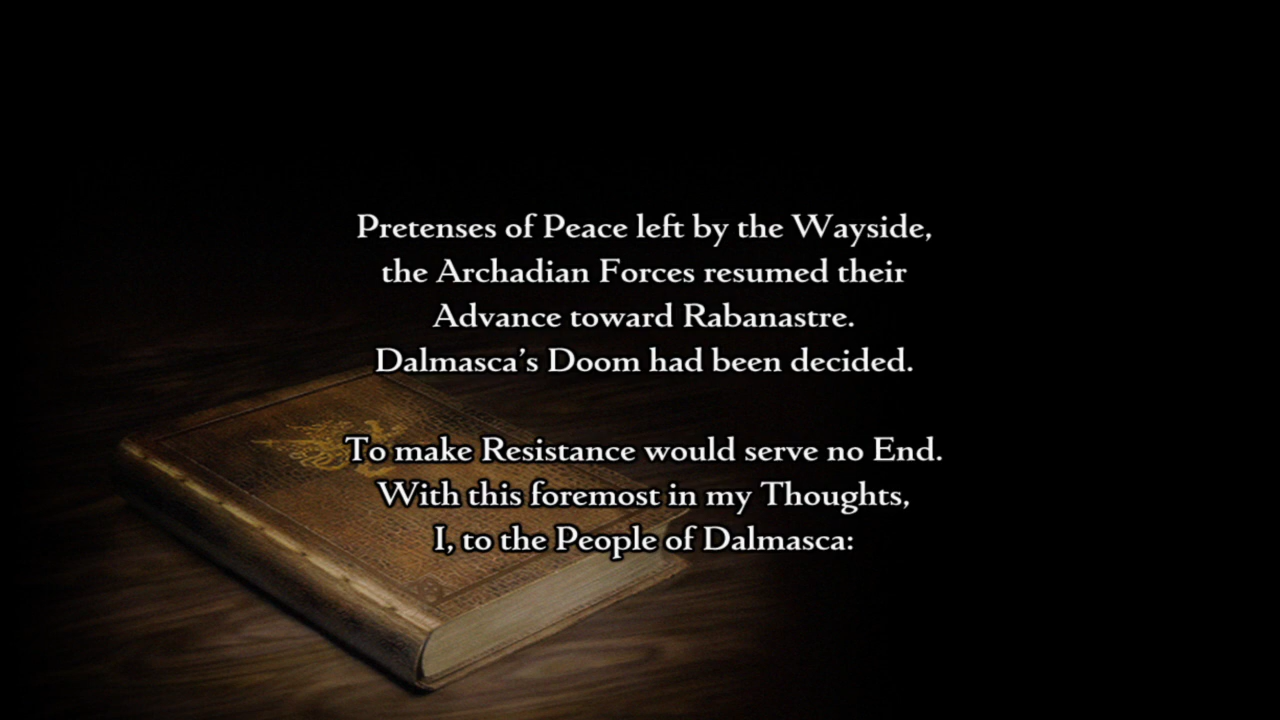 Pretenses of Peace left by the Wayside,
the Archadian Forces resumed their
Advance toward Rabanastre.
Dalmasca's Doom had been decided.
To make Resistance would serve no End.
With this foremost in my Thoughts,
I, to the People of Dalmasca: